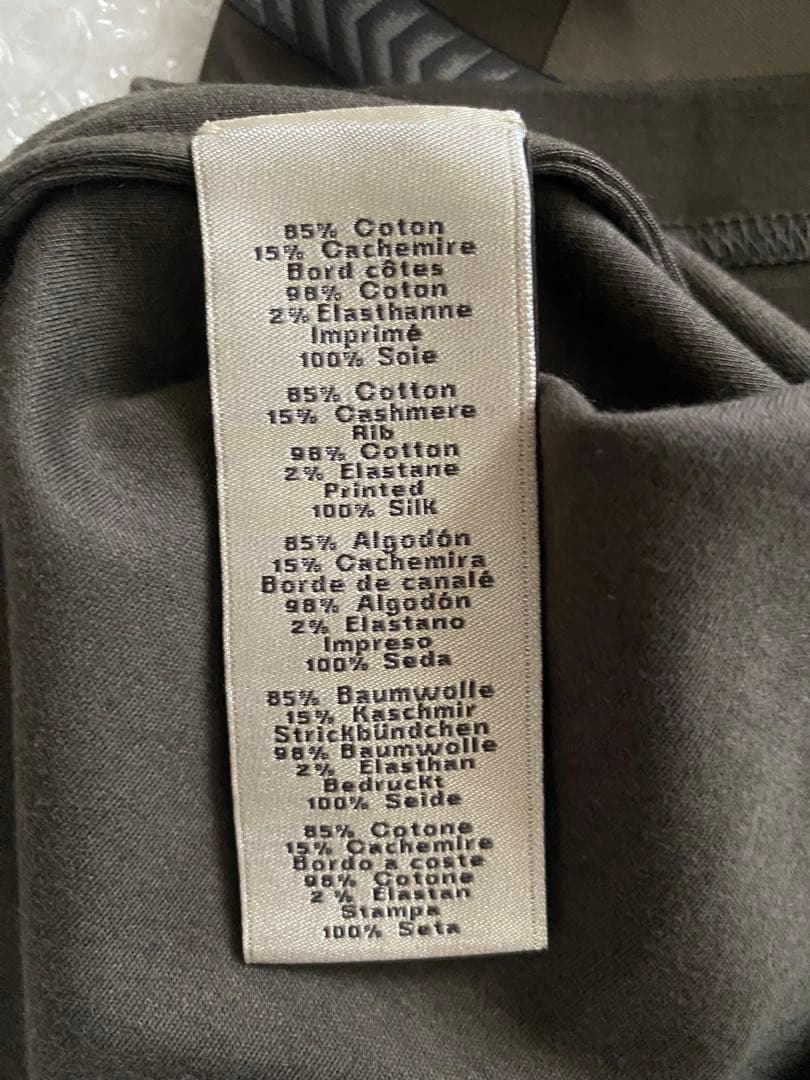 85% Coton
15% Cachemire
Bord côtes
98% Coton
2% Elasthanne
Imprimé
100% Soie
85% Cotton
15% Cashmere
Rib
98% Cotton
2% Elastane
Printed
100% Silk
85% Algodón
15% Cachemira
Borde de canalé
98% Algodón
2% Elastano
Impreso
100% Seda
85% Baumwolle
15% Kaschmir
Strickbündchen
98% Baumwolle
2% Elasthan
Bedruckt
100% Seide
85% Cotone
15% Cachemire
Bordo a coste
98% Cotone
2% Elastan
Stampa
100% Seta